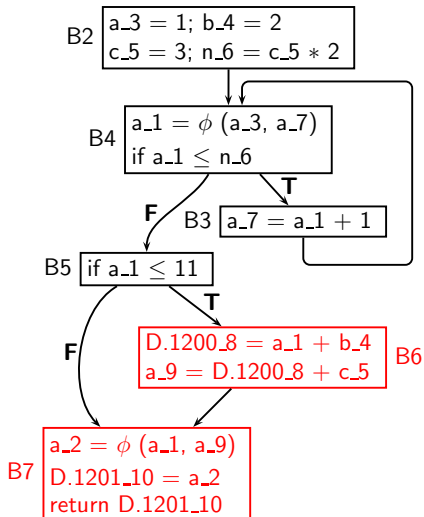 B2
a_3 = 1; b_4 = 2
c_5 = 3; n_6 = c_5 * 2
B4
a_1 = ϕ (a_3, a_7)
if a_1 ≤ n_6
F
T
B3
a_7 = a_1 + 1
B5
if a_1 ≤ 11
F
T
D.1200_8 = a_1 + b_4
a_9 = D.1200_8 + c_5
B6
B7
a_2 = ϕ (a_1, a_9)
D.1201_10 = a_2
return D.1201_10